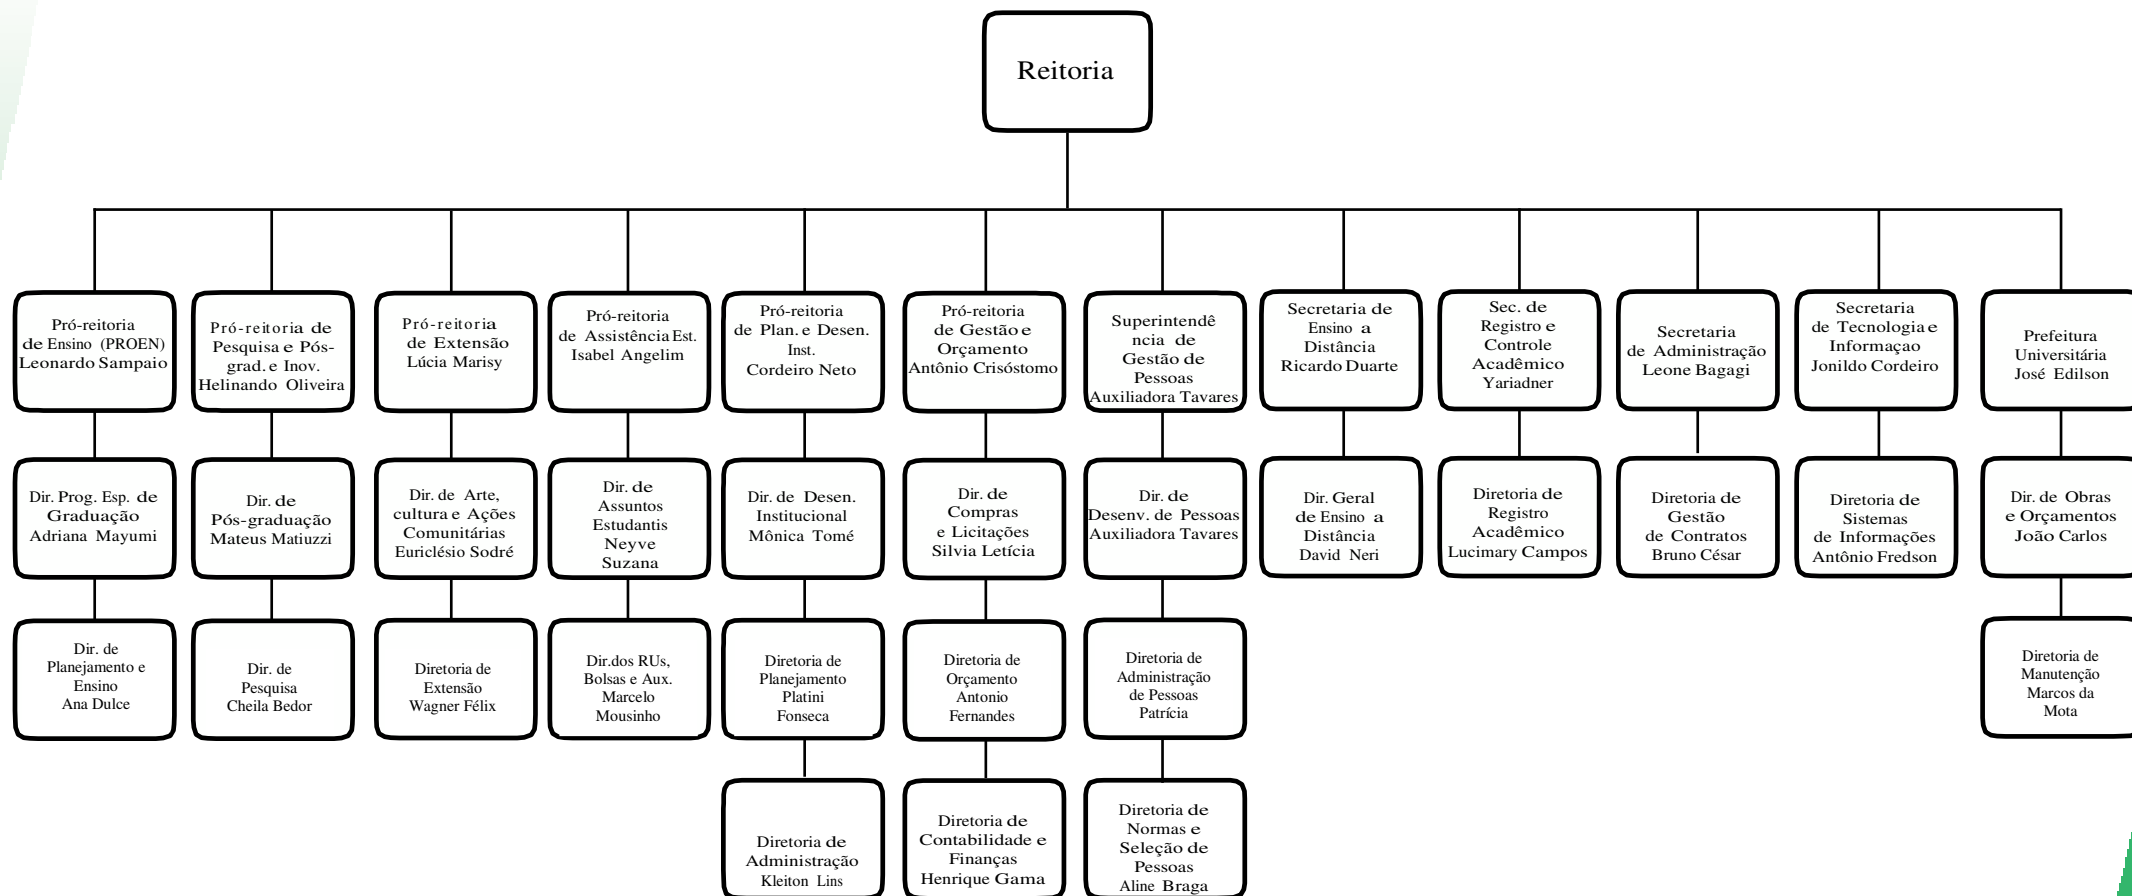 Reitoria
Pró-reitoria
de Ensino (PROEN)
Leonardo Sampaio
Pró-reitoria de
Pesquisa e Pós-
grad. e Inov.
Helinando Oliveira
Pró-reitoria
de Extensão
Lúcia Marisy
Pró-reitoria
de Assistência Est.
Isabel Angelim
Pró-reitoria
de Plan. e Desen.
Inst.
Cordeiro Neto
Pró-reitoria
de Gestão e
Orçamento
Antônio Crisóstomo
Superintendê
ncia de
Gestão de
Pessoas
Auxiliadora Tavares
Secretaria de
Ensino a
Distância
Ricardo Duarte
Sec. de
Registro e
Controle
Acadêmico
Yariadner
Secretaria
de Administração
Leone Bagagi
Secretaria
de Tecnologia e
Informaçao
Jonildo Cordeiro
Prefeitura
Universitária
José Edilson
Dir. Prog. Esp. de
Graduação
Adriana Mayumi
Dir. de
Pós-graduação
Mateus Matiuzzi
Dir. de Arte,
cultura e Ações
Comunitárias
Euriclésio Sodré
Dir. de
Assuntos
Estudantis
Neyve
Suzana
Dir. de Desen.
Institucional
Mônica Tomé
Dir. de
Compras
e Licitações
Silvia Letícia
Dir. de
Desenv. de Pessoas
Auxiliadora Tavares
Dir. Geral
de Ensino a
Distância
David Neri
Diretoria de
Registro
Acadêmico
Lucimary Campos
Diretoria de
Gestão
de Contratos
Bruno César
Diretoria de
Sistemas
de Informações
Antônio Fredson
Dir. de Obras
e Orçamentos
João Carlos
Dir. de
Planejamento e
Ensino
Ana Dulce
Dir. de
Pesquisa
Cheila Bedor
Diretoria de
Extensão
Wagner Félix
Dir.dos RUs,
Bolsas e Aux.
Marcelo
Mousinho
Diretoria de
Planejamento
Platini
Fonseca
Diretoria de
Orçamento
Antonio
Fernandes
Diretoria de
Administração
de Pessoas
Patrícia
Diretoria de
Manutenção
Marcos da
Mota
Diretoria de
Administração
Kleiton Lins
Diretoria de
Contabilidade e
Finanças
Henrique Gama
Diretoria de
Normas e
Seleção de
Pessoas
Aline Braga